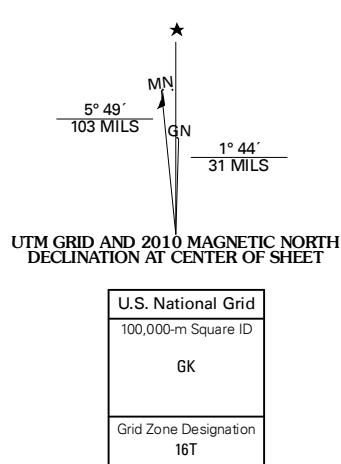 ★
MN
5° 49´
103 MILS
GN
1° 44´
31 MILS
UTM GRID AND 2010 MAGNETIC NORTH
DECLINATION AT CENTER OF SHEET
U.S. National Grid
100,000-m Square ID
GK
Grid Zone Designation
16T